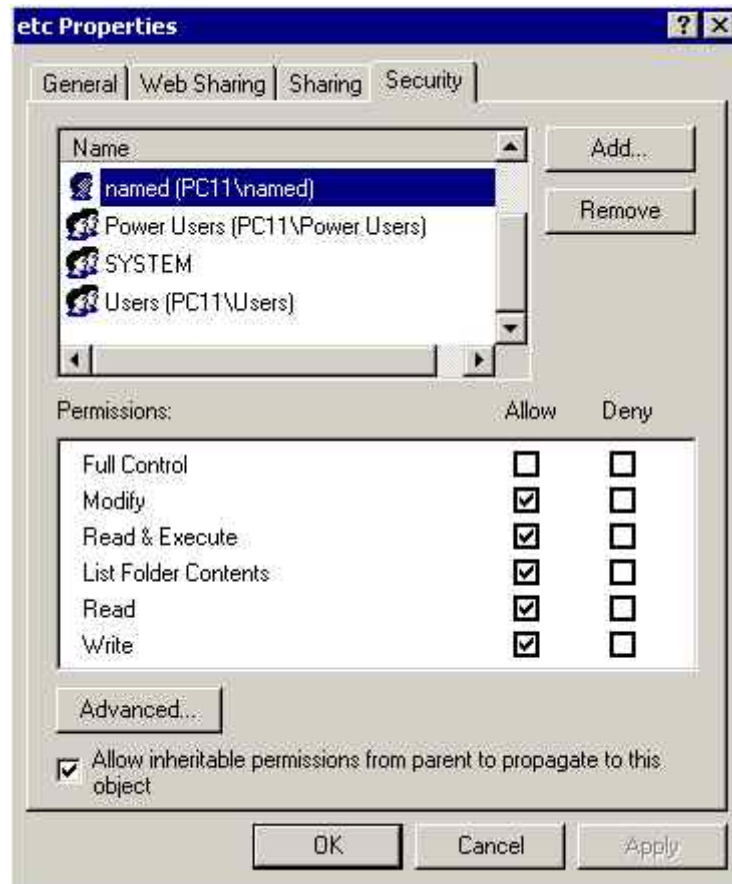 etc Properties
General Web Sharing Sharing Security
Name
Add...
named (PC11\named)
Remove
Power Users (PC11\Power Users)
SYSTEM
Users (PC11\Users)
Permissions: Allow Deny
Full Control
Modify
Read & Execute
List Folder Contents
Read
Write
Advanced...
Allow inheritable permissions from parent to propagate to this
object
OK Cancel Apply